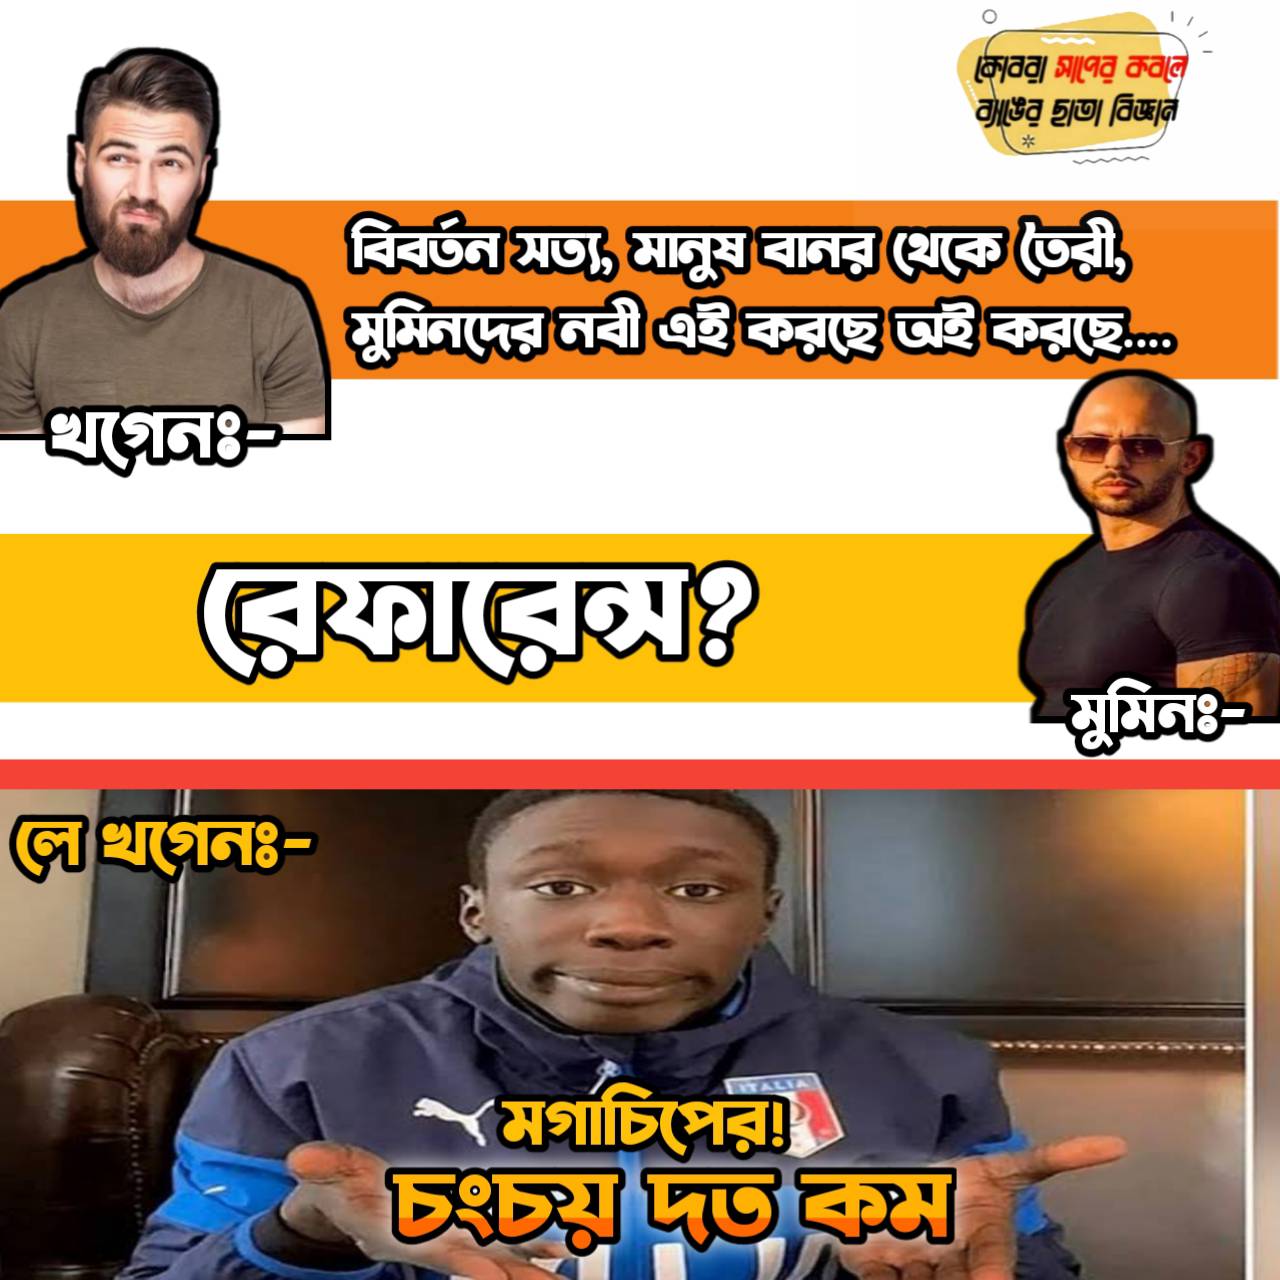 কোবরা সাপের কবলে
ব্যাঙের ছাতা বিজ্ঞান
বিবর্তন সত্য, মানুষ বানর থেকে তৈরী,
মুমিনদের নবী এই করছে অই করছে....
খগেনঃ-
রেফারেন্স?
মুমিনঃ-
লে খগেনঃ-
ITALIA
মগাচিপের!
চংচয় দত কম